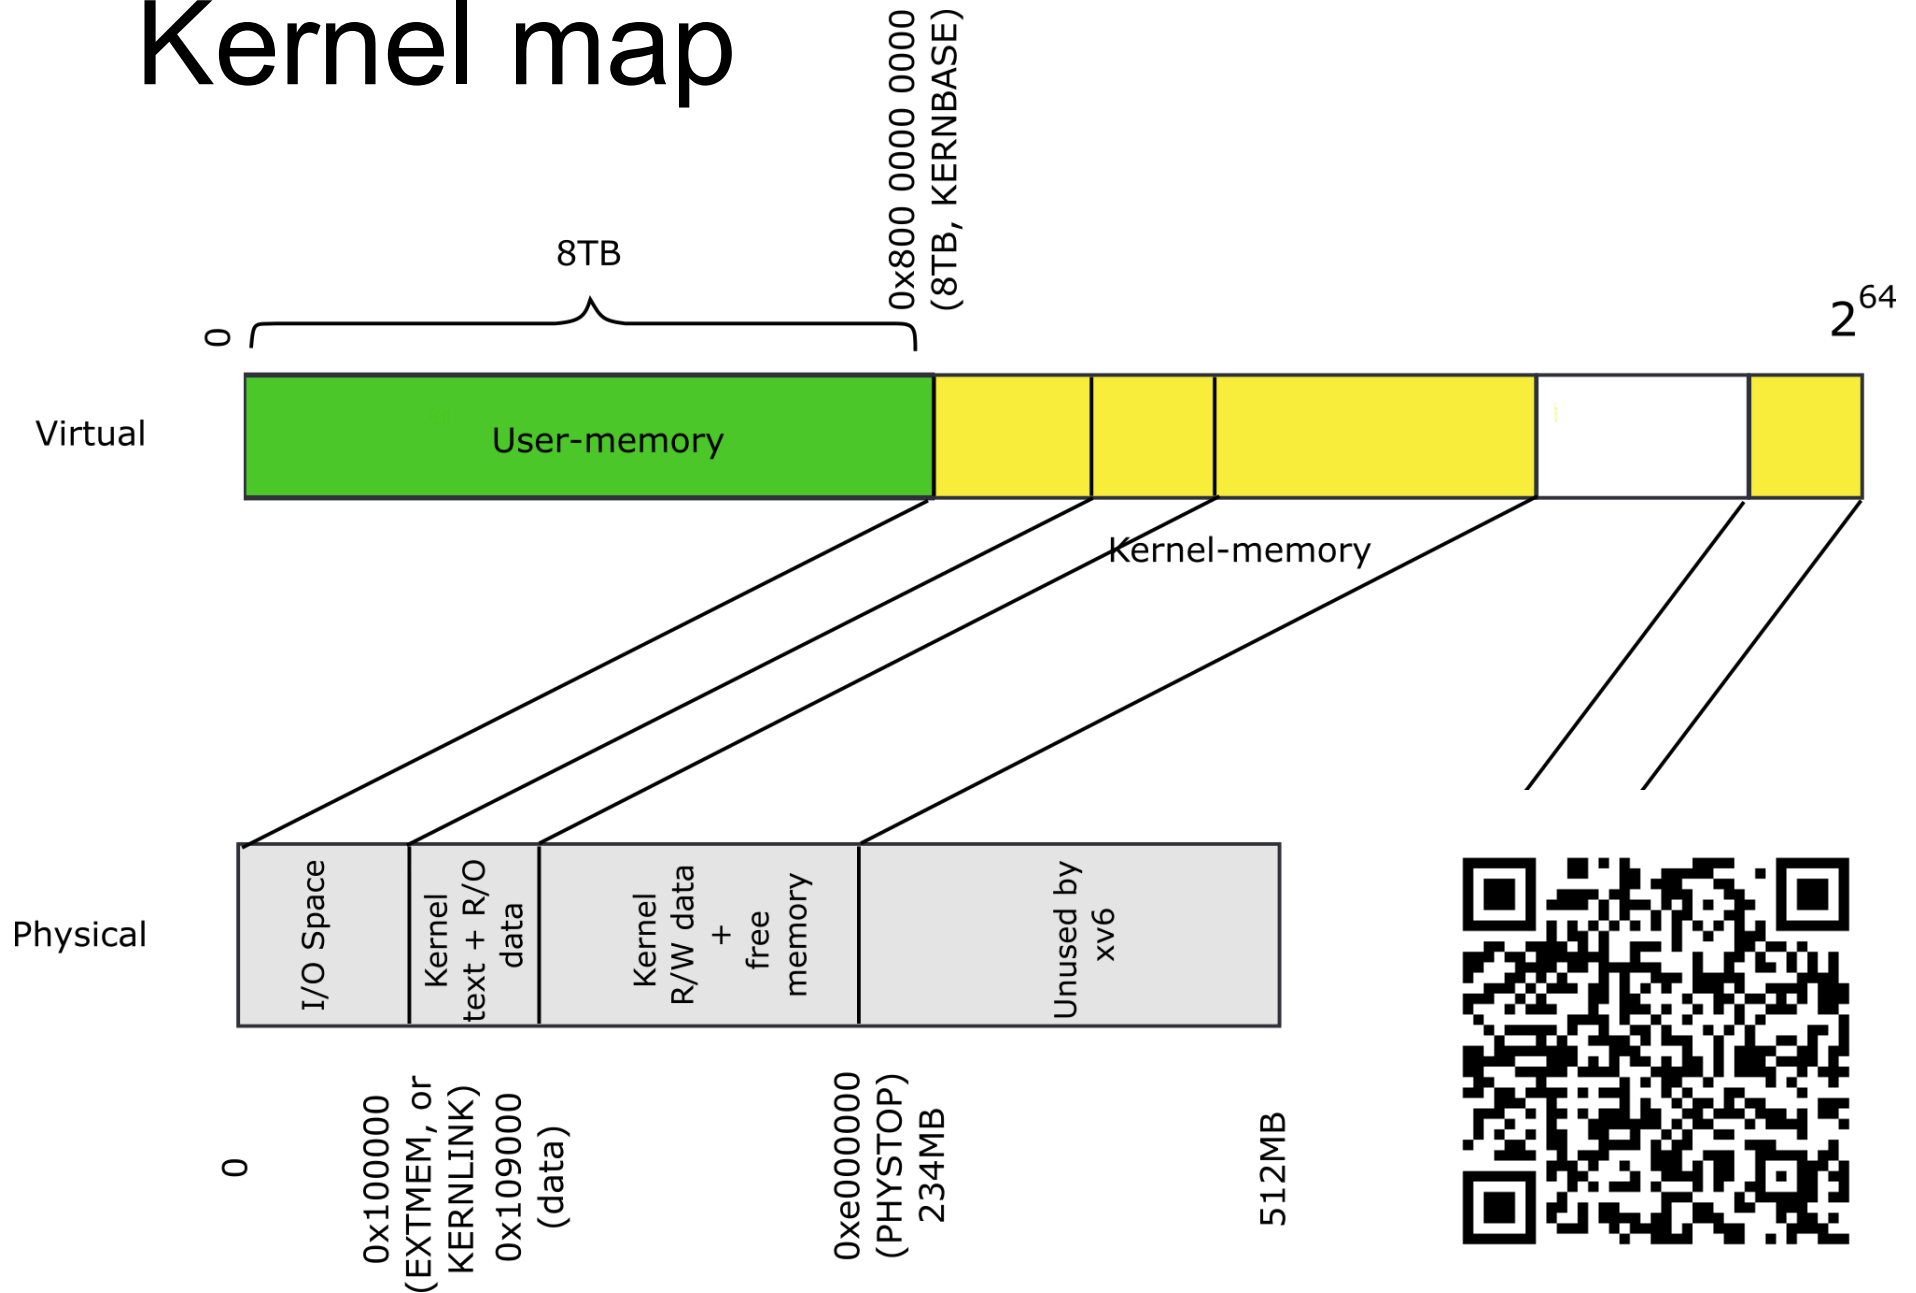 Kernel map
0x800 0000 0000
(8TB, KERNBASE)
8TB
0
2^64
Virtual
User-memory
Kernel-memory
Physical
I/O Space
Kernel
text + R/O
data
Kernel
R/W data
+
free
memory
Unused by
xv6
0
0x100000
(EXTMEM, or
KERNLINK)
0x109000
(data)
0xe000000
(PHYSTOP)
234MB
512MB